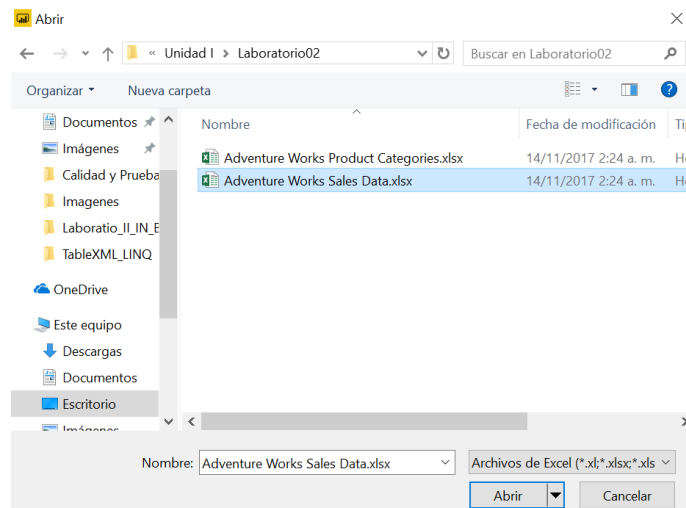 Abrir
« Unidad I > Laboratorio02
Buscar en Laboratorio02
Organizar
Nueva carpeta
Documentos
Imágenes
Calidad y Prueba
Imagenes
Laboratio_II_IN_E
TableXML_LINQ
OneDrive
Este equipo
Descargas
Documentos
Escritorio
Imágenes
Nombre
Fecha de modificación
Ti
Adventure Works Product Categories.xlsx
14/11/2017 2:24 a. m.
H
Adventure Works Sales Data.xlsx
14/11/2017 2:24 a. m.
H
Nombre:
Adventure Works Sales Data.xlsx
Archivos de Excel (*.xl;*.xlsx;*.xls
Abrir
Cancelar